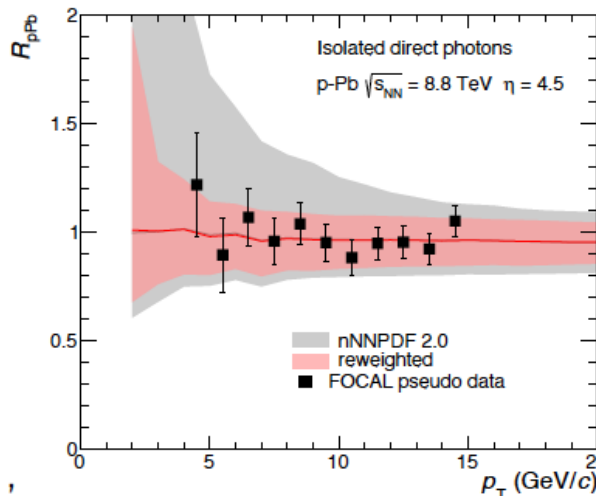 R_pPb
2
1.5
1
0.5
0
Isolated direct photons
p-Pb √s_NN = 8.8 TeV η = 4.5
nNNPDF 2.0
reweighted
FOCAL pseudo data
0 5 10 15 2
, p_T (GeV/c)